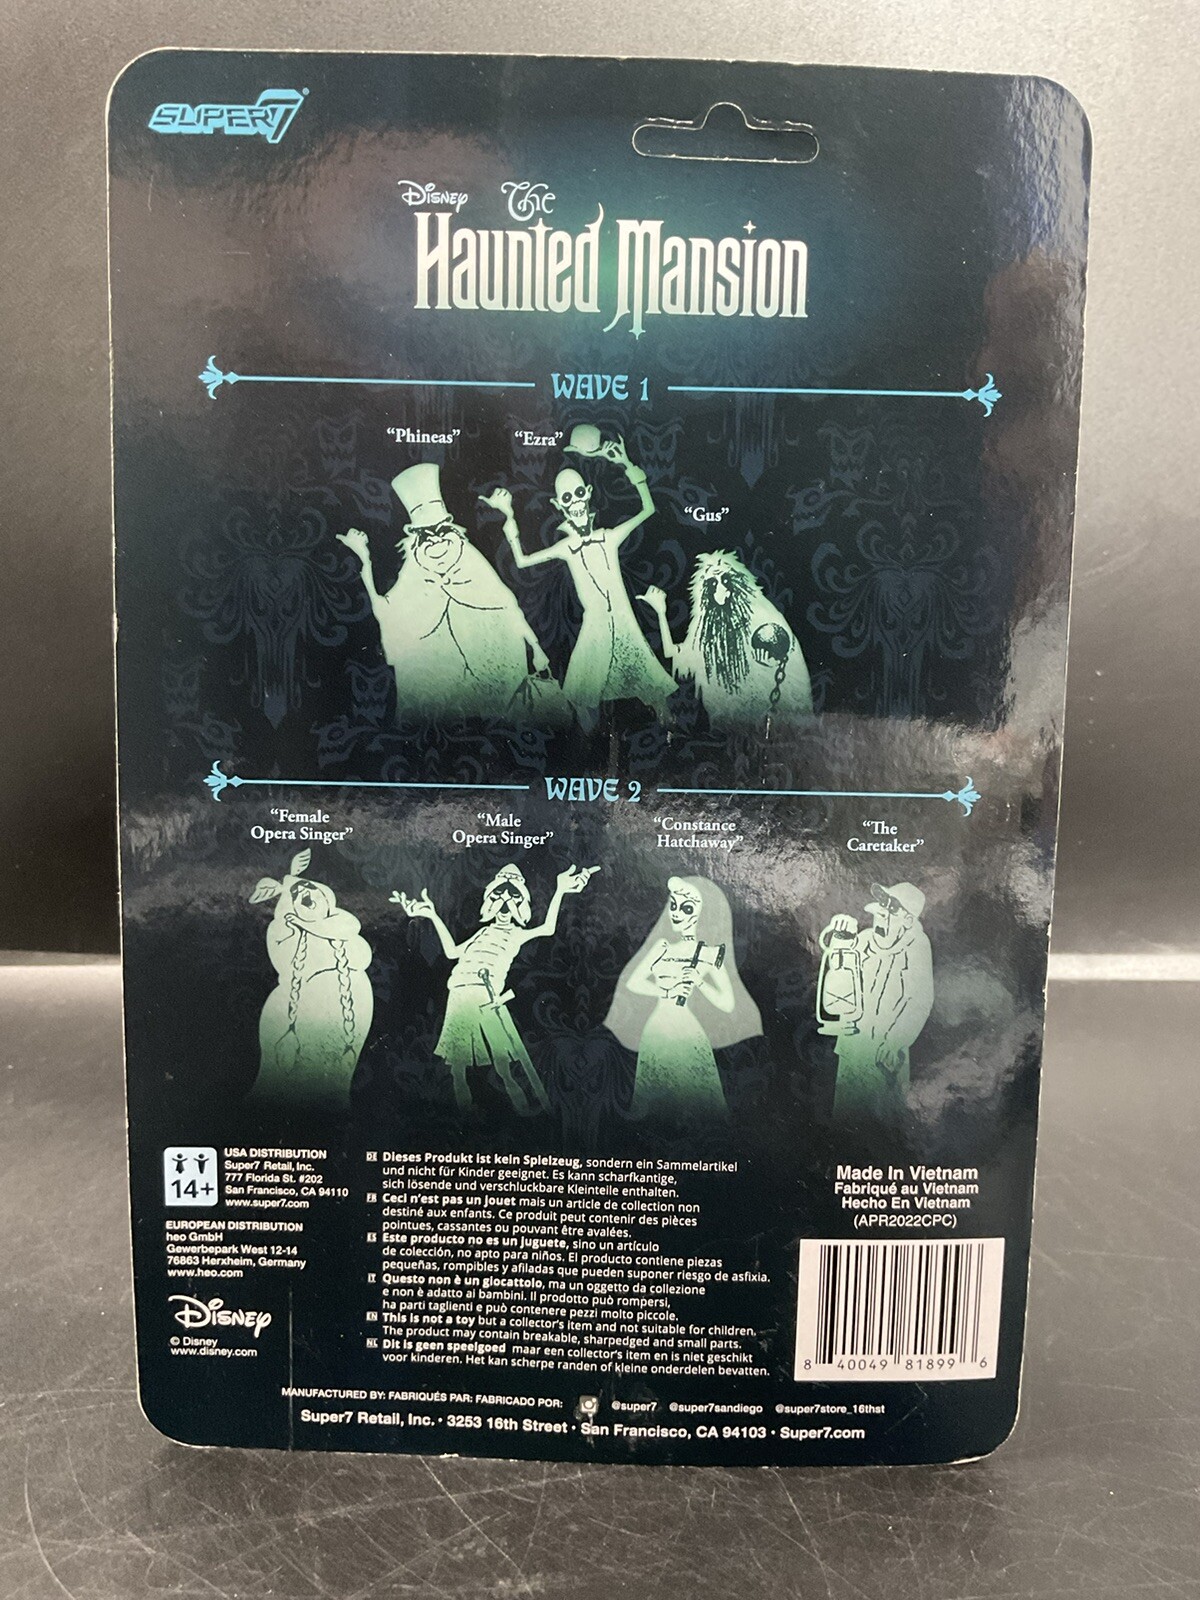 SUPER7
Disney The
Haunted Mansion
WAVE 1
“Phineas”
“Ezra”
“Gus”
WAVE 2
“Female
Opera Singer”
“Male
Opera Singer”
“Constance
Hatchaway”
“The
Caretaker”
14+
USA DISTRIBUTION
Super7 Retail, Inc.
777 Florida St. #202
San Francisco, CA 94110
www.super7.com
EUROPEAN DISTRIBUTION
heo GmbH
Gewerbepark West 12-14
76863 Herxheim, Germany
www.heo.com
Disney
© Disney
www.disney.com
DE Dieses Produkt ist kein Spielzeug, sondern ein Sammelartikel
und nicht für Kinder geeignet. Es kann scharfkantige,
sich lösende und verschluckbare Kleinteile enthalten.
FR Ceci n'est pas un jouet mais un article de collection non
destiné aux enfants. Ce produit peut contenir des pièces
pointues, cassantes ou pouvant être avalées.
ES Este producto no es un juguete, sino un artículo
de colección, no apto para niños. El producto contiene piezas
pequeñas, rompibles y afiladas que pueden suponer riesgo de asfixia.
IT Questo non è un giocattolo, ma un oggetto da collezione
e non è adatto ai bambini. Il prodotto può rompersi,
ha parti taglienti e può contenere pezzi molto piccole.
EN This is not a toy but a collector's item and not suitable for children.
The product may contain breakable, sharpedged and small parts.
NL Dit is geen speelgoed maar een collector's item en is niet geschikt
voor kinderen. Het kan scherpe randen of kleine onderdelen bevatten.
Made In Vietnam
Fabriqué au Vietnam
Hecho En Vietnam
(APR2022CPC)
8 40049 81899 6
MANUFACTURED BY: FABRIQUÉS PAR: FABRICADO POR: @super7 @super7sandiego @super7store_16thst
Super7 Retail, Inc. • 3253 16th Street • San Francisco, CA 94103 • Super7.com